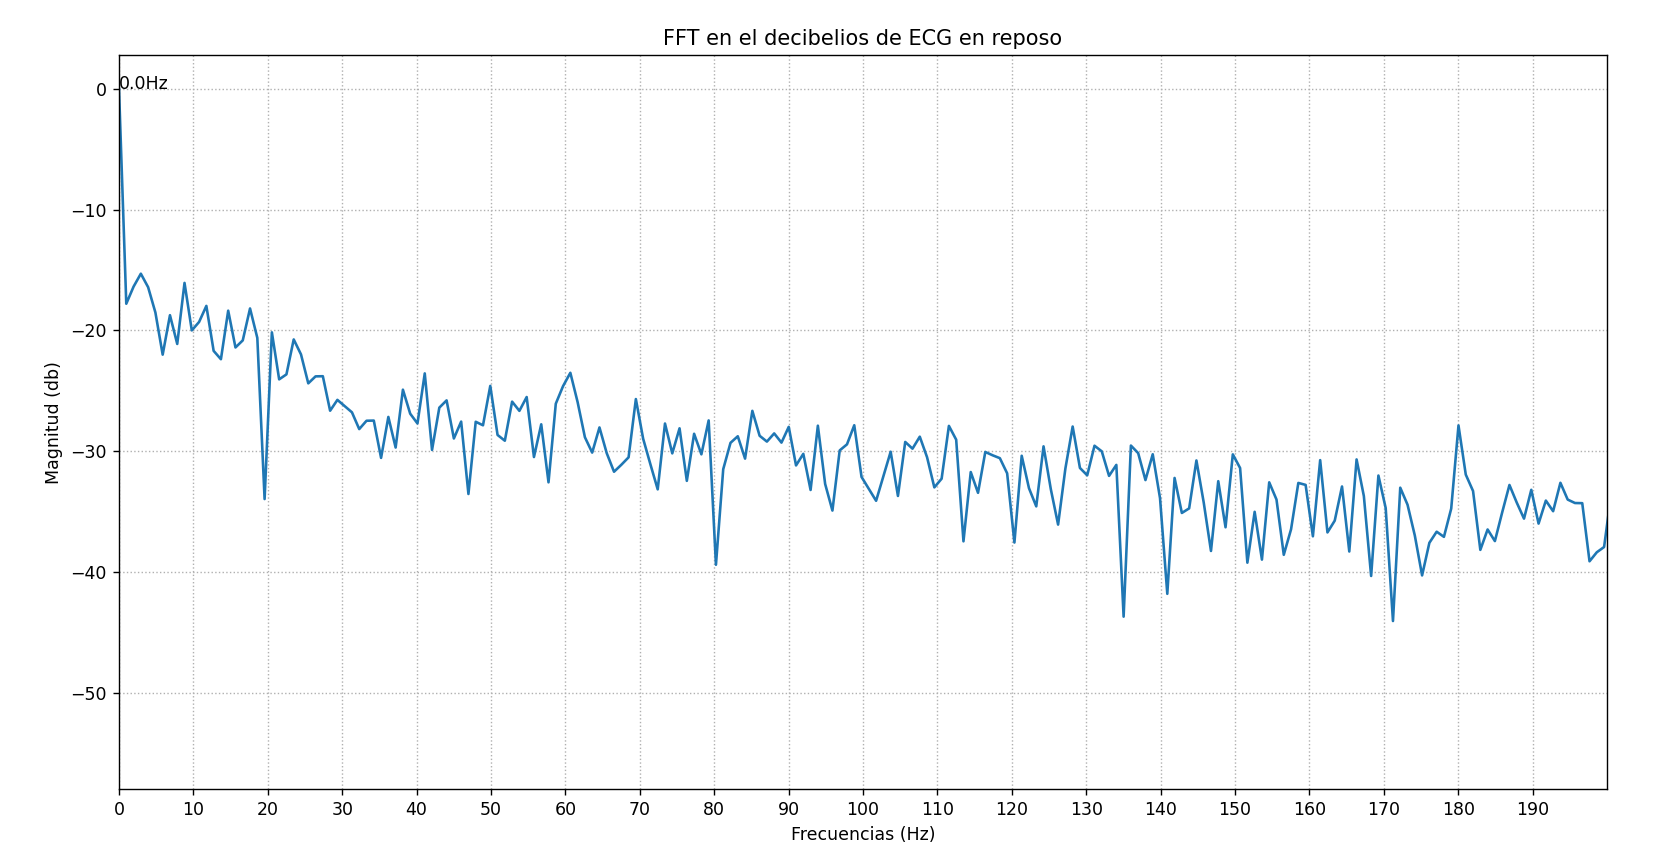 FFT en el decibelios de ECG en reposo
0.0Hz
0
−10
−20
−30
−40
−50
Magnitud (db)
0 10 20 30 40 50 60 70 80 90 100 110 120 130 140 150 160 170 180 190
Frecuencias (Hz)